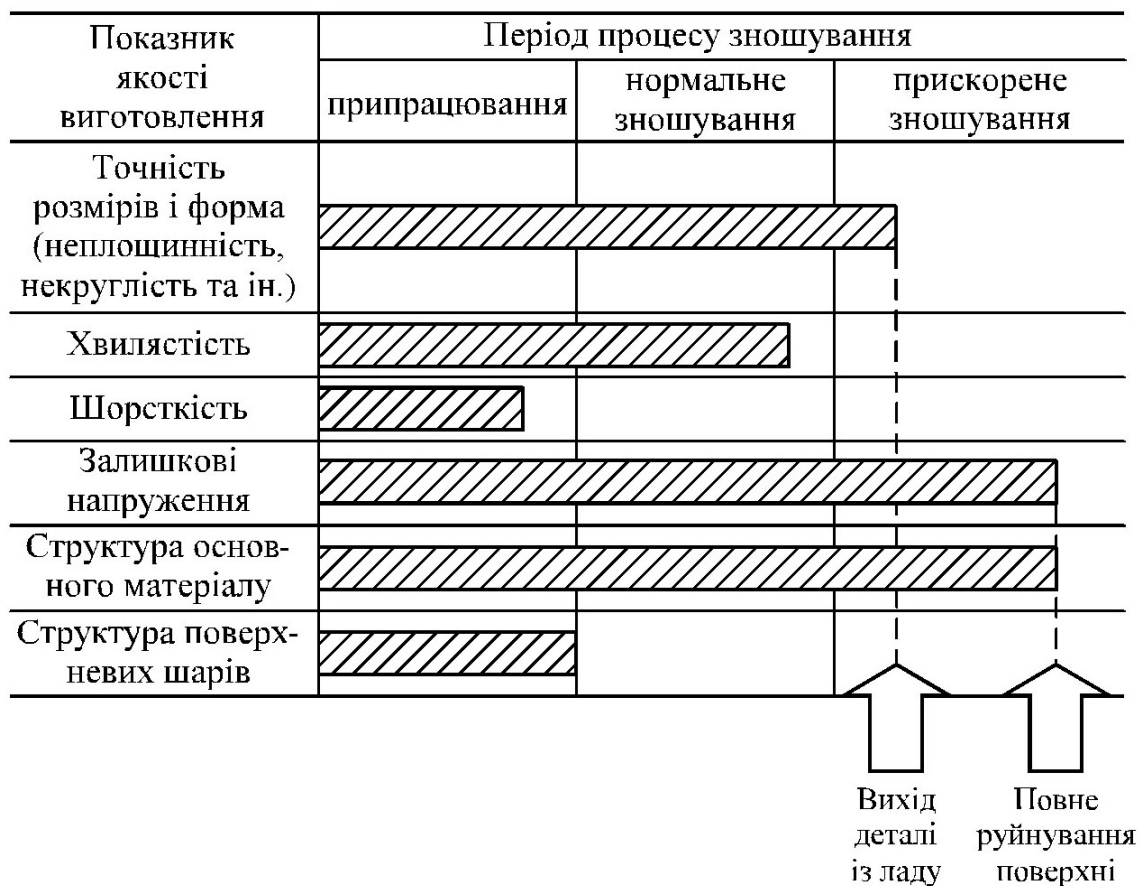 Показник
якості
виготовлення
Період процесу зношування
припрацювання
нормальне
зношування
прискорене
зношування
Точність
розмірів і форма
(неплощинність,
некруглість та ін.)
Хвилястість
Шорсткість
Залишкові
напруження
Структура основ-
ного матеріалу
Структура поверх-
невих шарів
Вихід
деталі
із ладу
Повне
руйнування
поверхні